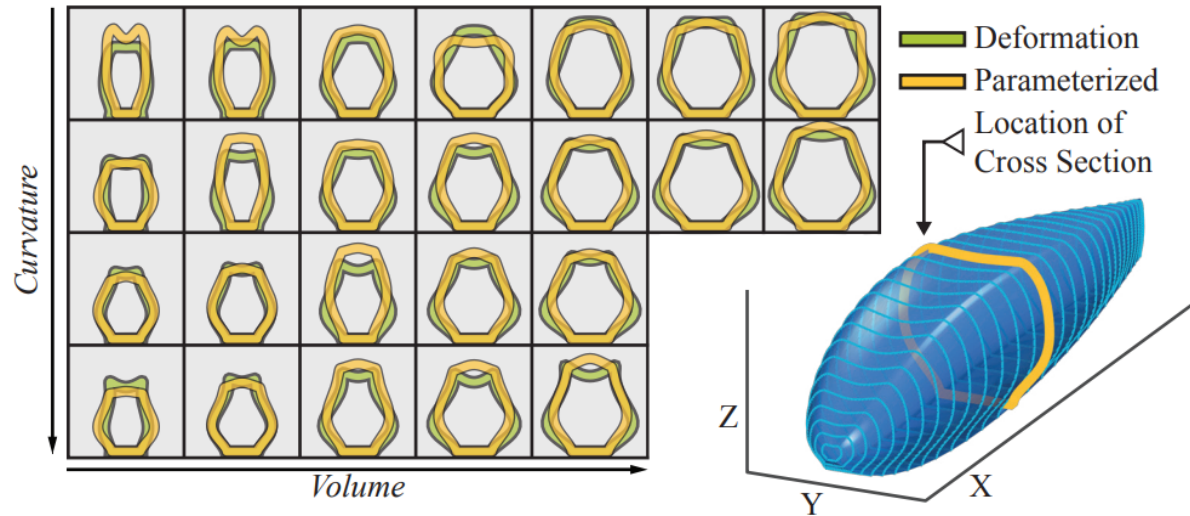 Deformation
Parameterized
Location of
Cross Section
Curvature
Volume
Z
Y
X